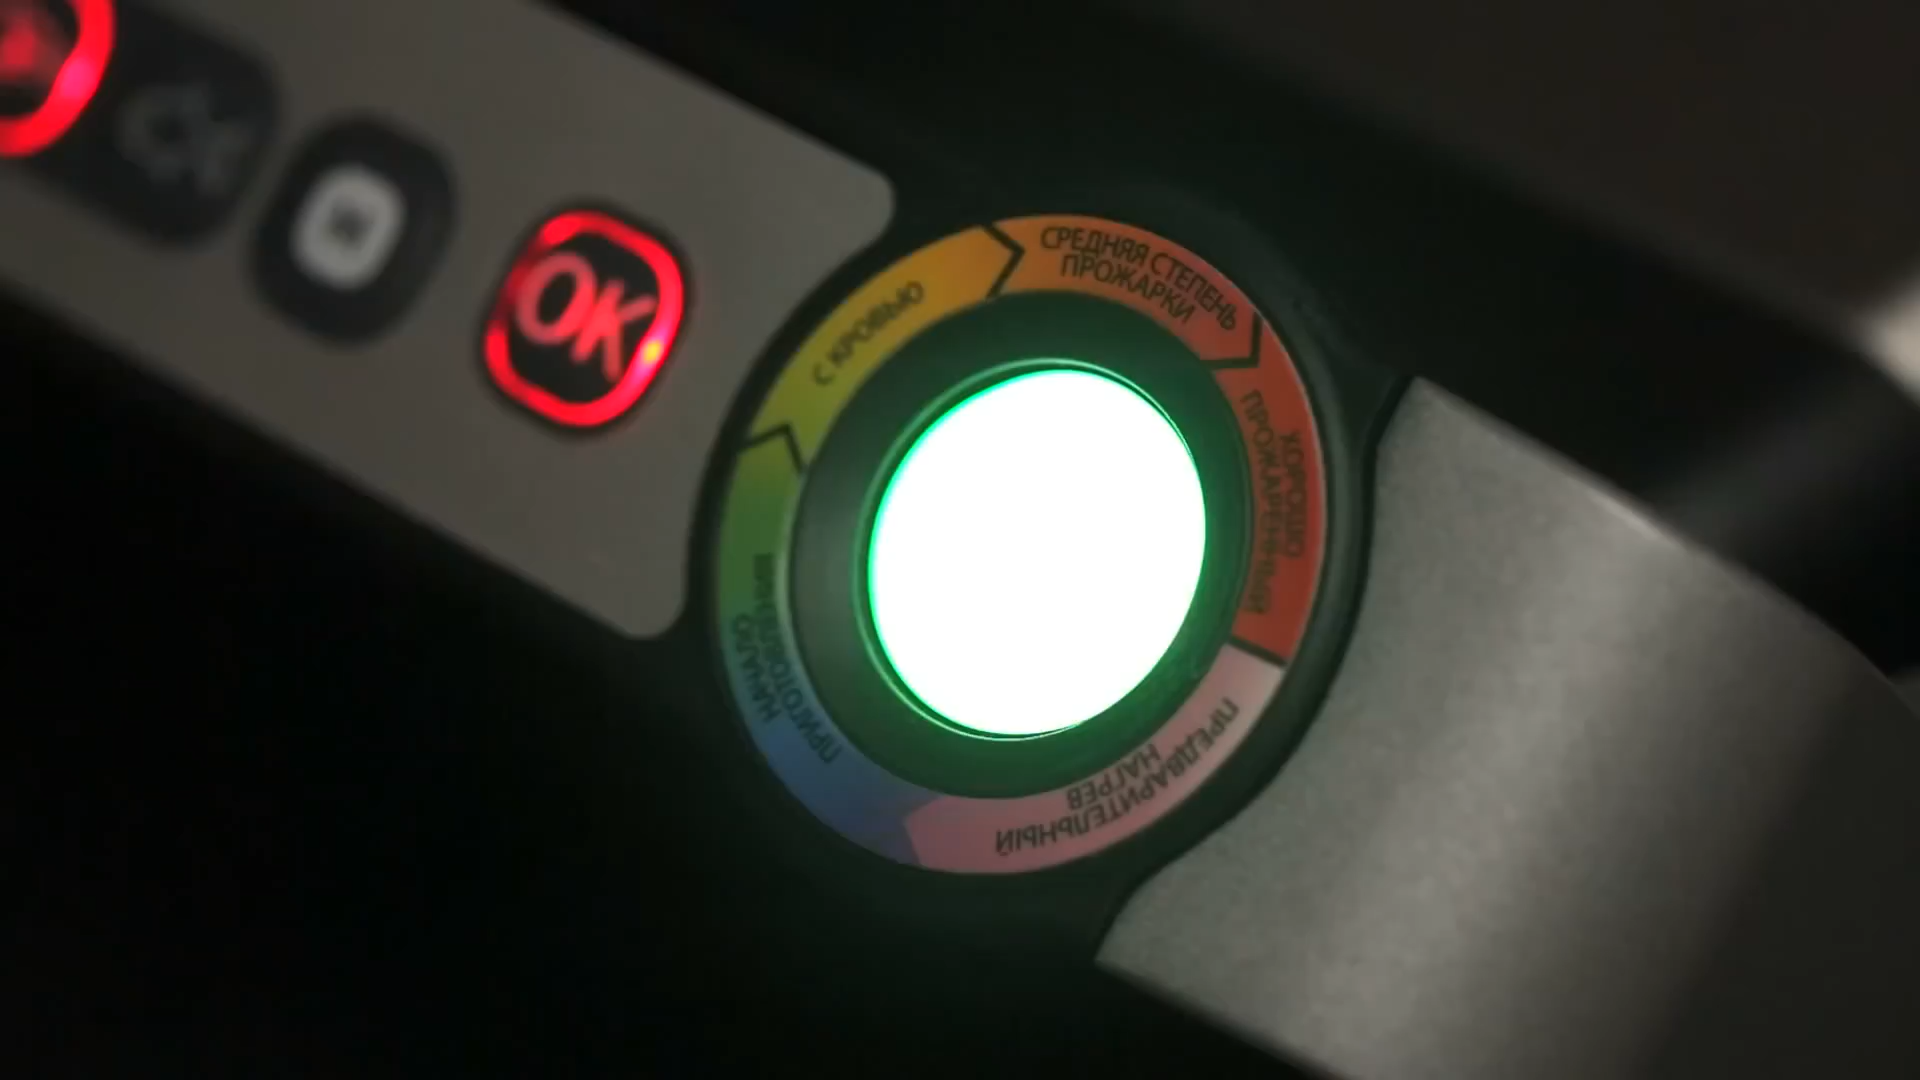 OK
С КРОВЬЮ
СРЕДНЯЯ СТЕПЕНЬ
ПРОЖАРКИ
ХОРОШО
ПРОЖАРЕННЫЙ
ПРЕДВАРИТЕЛЬНЫЙ
НАГРЕВ
НАЧАЛО
ПРИГОТОВЛЕНИЯ